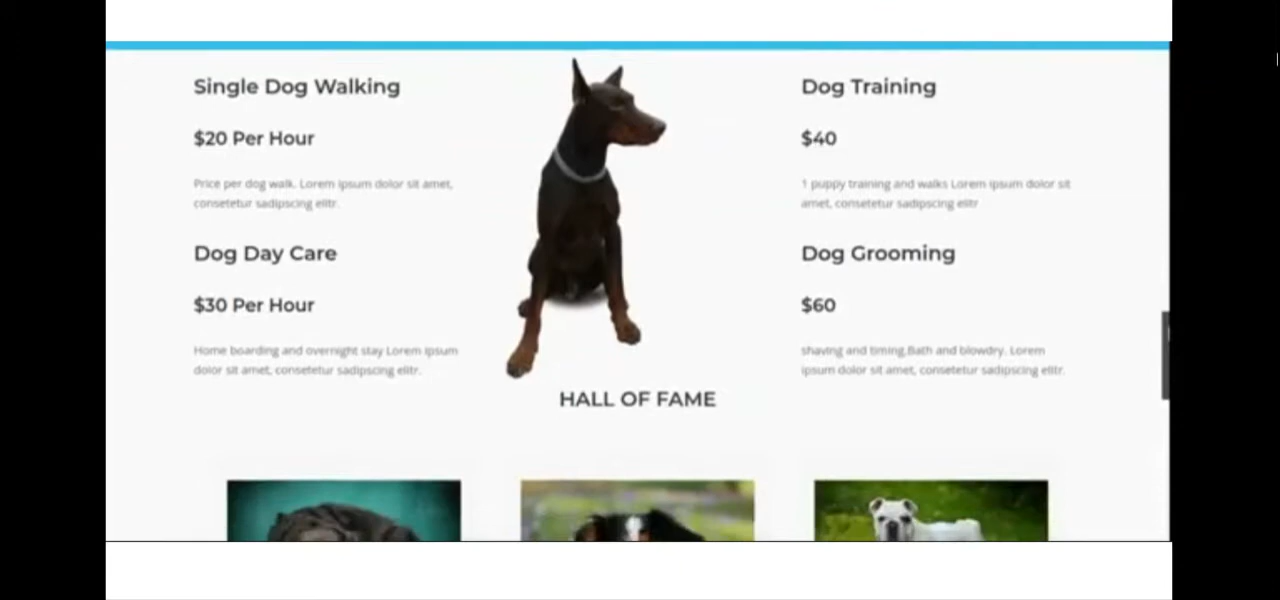 Single Dog Walking
$20 Per Hour
Price per dog walk. Lorem ipsum dolor sit amet,
consetetur sadipscing elitr.
Dog Day Care
$30 Per Hour
Home boarding and overnight stay Lorem ipsum
dolor sit amet, consetetur sadipscing elitr.
Dog Training
$40
1 puppy training and walks Lorem ipsum dolor sit
amet, consetetur sadipscing elitr
Dog Grooming
$60
shaving and timing,Bath and blowdry. Lorem
ipsum dolor sit amet, consetetur sadipscing elitr.
HALL OF FAME